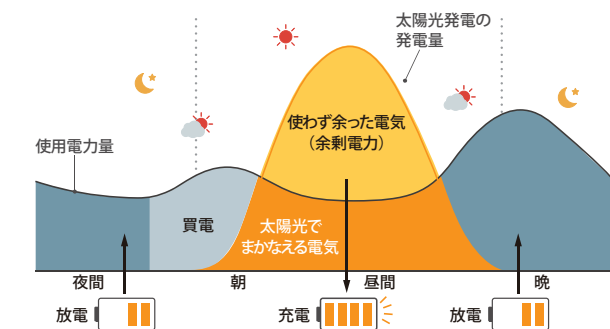 太陽光発電の
発電量
使わず余った電気
（余剰電力）
使用電力量
買電
太陽光で
まかなえる電気
夜間
朝
昼間
晩
放電
充電
放電